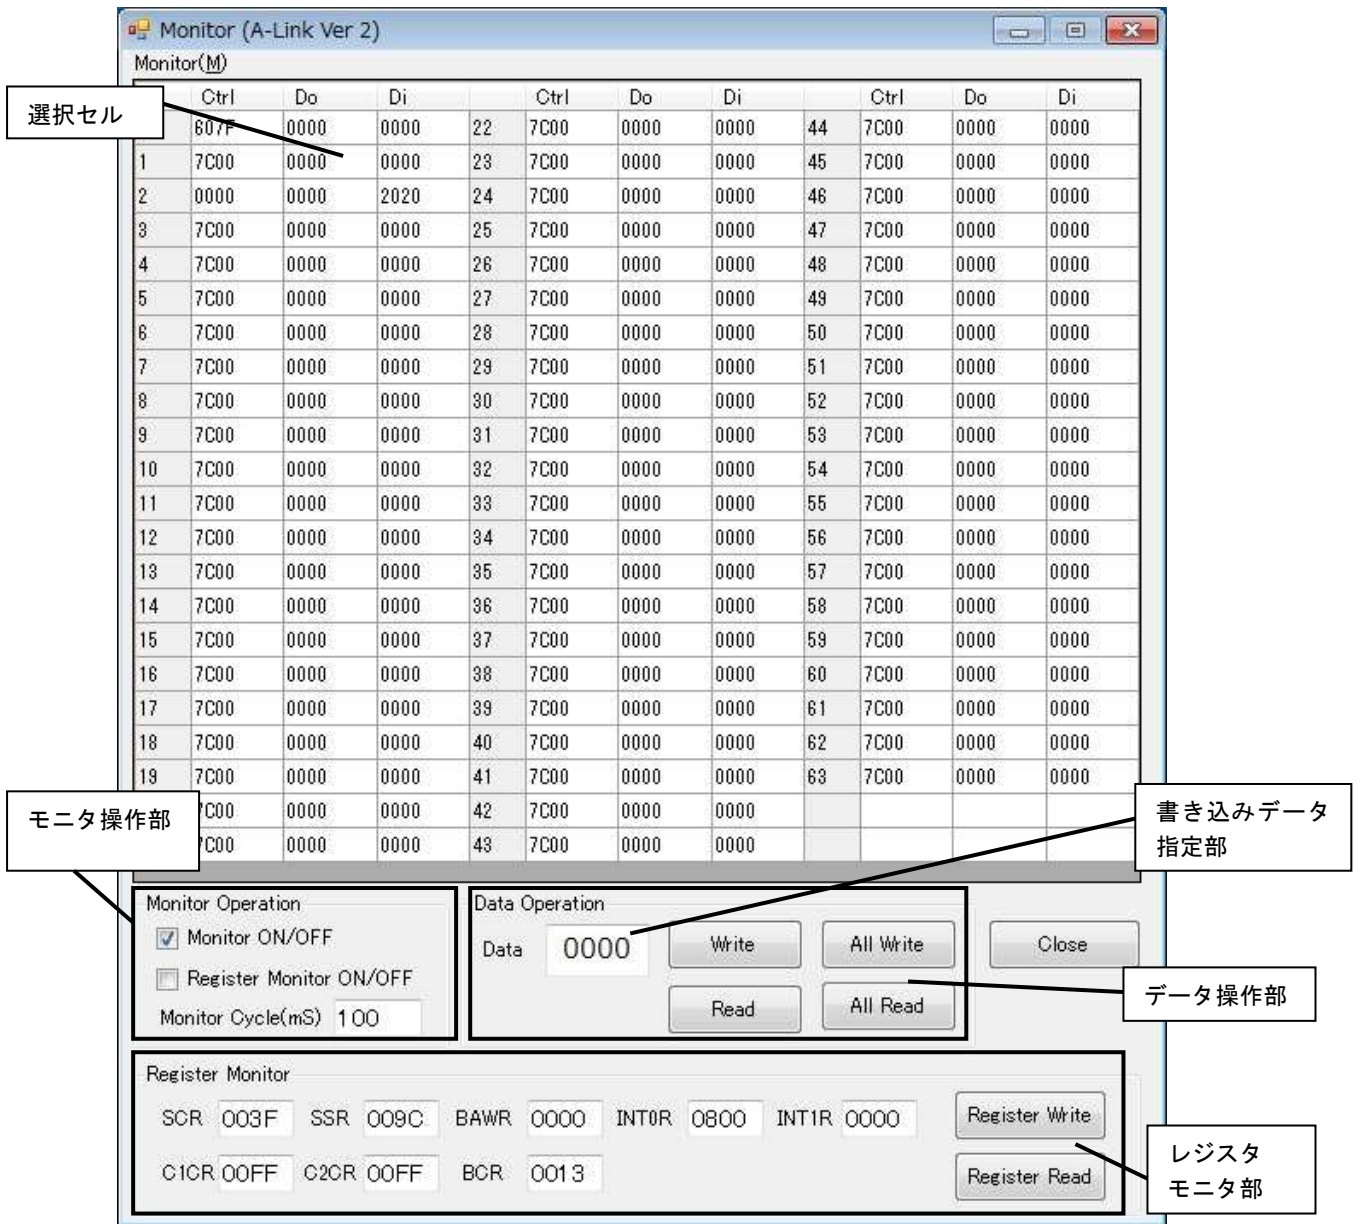 Monitor (A-Link Ver 2)
Monitor(M)
Ctrl Do Di Ctrl Do Di Ctrl Do Di
選択セル
607F 0000 0000 22 7C00 0000 0000 44 7C00 0000 0000
1 7C00 0000 0000 23 7C00 0000 0000 45 7C00 0000 0000
2 0000 0000 2020 24 7C00 0000 0000 46 7C00 0000 0000
3 7C00 0000 0000 25 7C00 0000 0000 47 7C00 0000 0000
4 7C00 0000 0000 26 7C00 0000 0000 48 7C00 0000 0000
5 7C00 0000 0000 27 7C00 0000 0000 49 7C00 0000 0000
6 7C00 0000 0000 28 7C00 0000 0000 50 7C00 0000 0000
7 7C00 0000 0000 29 7C00 0000 0000 51 7C00 0000 0000
8 7C00 0000 0000 30 7C00 0000 0000 52 7C00 0000 0000
9 7C00 0000 0000 31 7C00 0000 0000 53 7C00 0000 0000
10 7C00 0000 0000 32 7C00 0000 0000 54 7C00 0000 0000
11 7C00 0000 0000 33 7C00 0000 0000 55 7C00 0000 0000
12 7C00 0000 0000 34 7C00 0000 0000 56 7C00 0000 0000
13 7C00 0000 0000 35 7C00 0000 0000 57 7C00 0000 0000
14 7C00 0000 0000 36 7C00 0000 0000 58 7C00 0000 0000
15 7C00 0000 0000 37 7C00 0000 0000 59 7C00 0000 0000
16 7C00 0000 0000 38 7C00 0000 0000 60 7C00 0000 0000
17 7C00 0000 0000 39 7C00 0000 0000 61 7C00 0000 0000
18 7C00 0000 0000 40 7C00 0000 0000 62 7C00 0000 0000
19 7C00 0000 0000 41 7C00 0000 0000 63 7C00 0000 0000
7C00 0000 0000 42 7C00 0000 0000
7C00 0000 0000 43 7C00 0000 0000
モニタ操作部
書き込みデータ
指定部
Monitor Operation
Monitor ON/OFF
Register Monitor ON/OFF
Monitor Cycle(mS) 100
Data Operation
Data 0000 Write All Write
Read All Read
Close
データ操作部
Register Monitor
SCR 003F SSR 009C BAWR 0000 INT0R 0800 INT1R 0000 Register Write
C1CR 00FF C2CR 00FF BCR 0013 Register Read
レジスタ
モニタ部